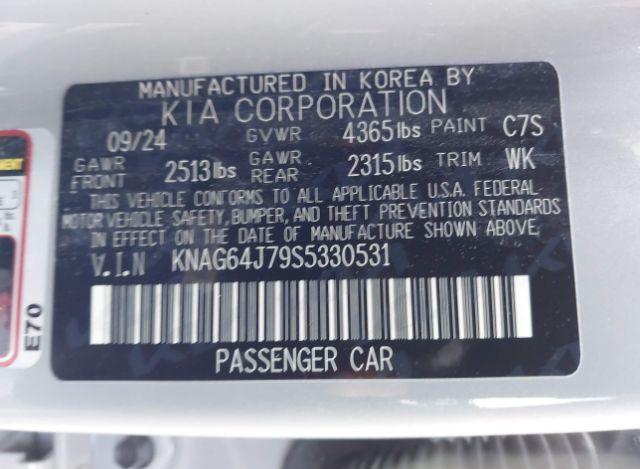 MANUFACTURED IN KOREA BY
KIA CORPORATION
09/24 GVWR 4365 lbs PAINT C7S
GAWR FRONT 2513 lbs GAWR REAR 2315 lbs TRIM WK
THIS VEHICLE CONFORMS TO ALL APPLICABLE U.S.A. FEDERAL
MOTOR VEHICLE SAFETY, BUMPER, AND THEFT PREVENTION STANDARDS
IN EFFECT ON THE DATE OF MANUFACTURE SHOWN ABOVE.
V.I.N KNAG64J79S5330531
PASSENGER CAR
E70